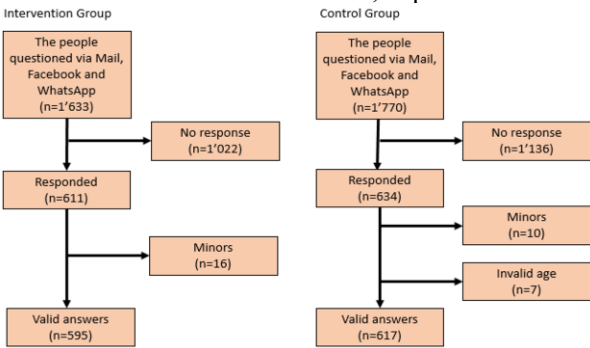 Intervention Group
The people
questioned via Mail,
Facebook and
WhatsApp
(n=1'633)
No response
(n=1'022)
Responded
(n=611)
Minors
(n=16)
Valid answers
(n=595)
Control Group
The people
questioned via Mail,
Facebook and
WhatsApp
(n=1'770)
No response
(n=1'136)
Responded
(n=634)
Minors
(n=10)
Invalid age
(n=7)
Valid answers
(n=617)